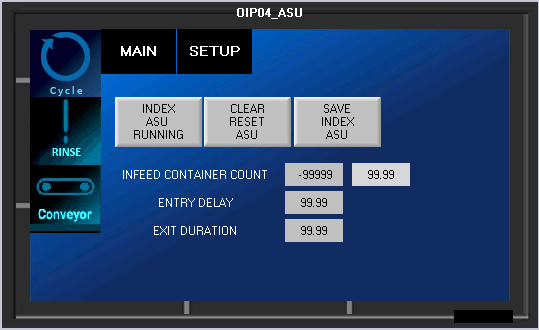 OIP04_ASU
MAIN SETUP
Cycle
INDEX
ASU
RUNNING
CLEAR
RESET
ASU
SAVE
INDEX
ASU
RINSE
INFEED CONTAINER COUNT -99999 99.99
ENTRY DELAY 99.99
Conveyor
EXIT DURATION 99.99